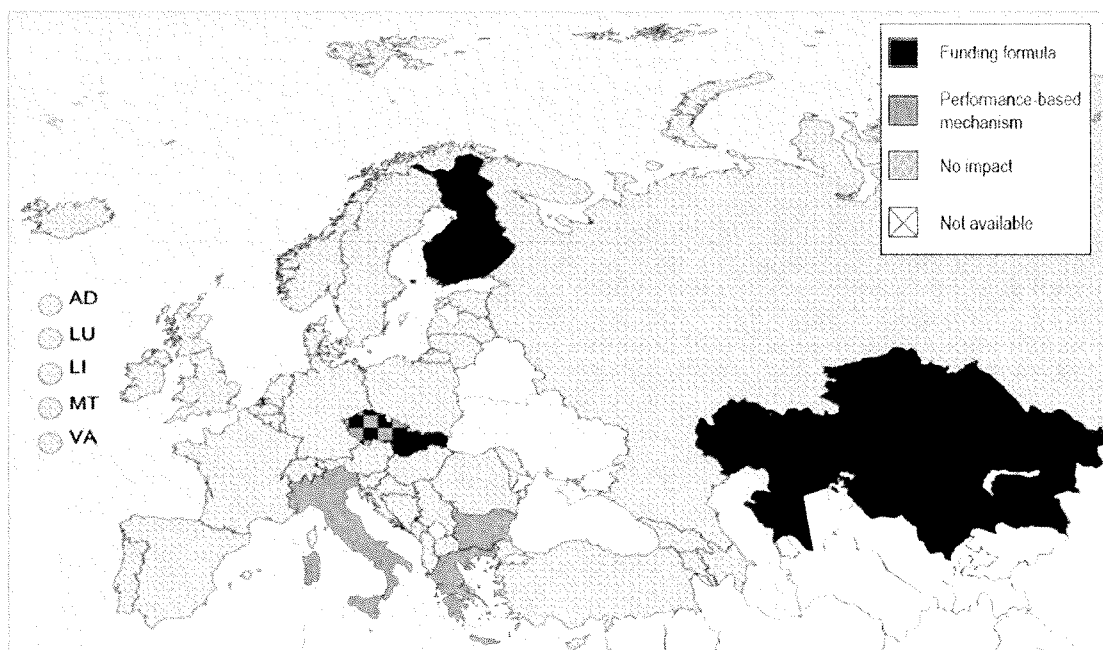 Funding formula
Performance-based
mechanism
No impact
Not available
AD
LU
LI
MT
VA